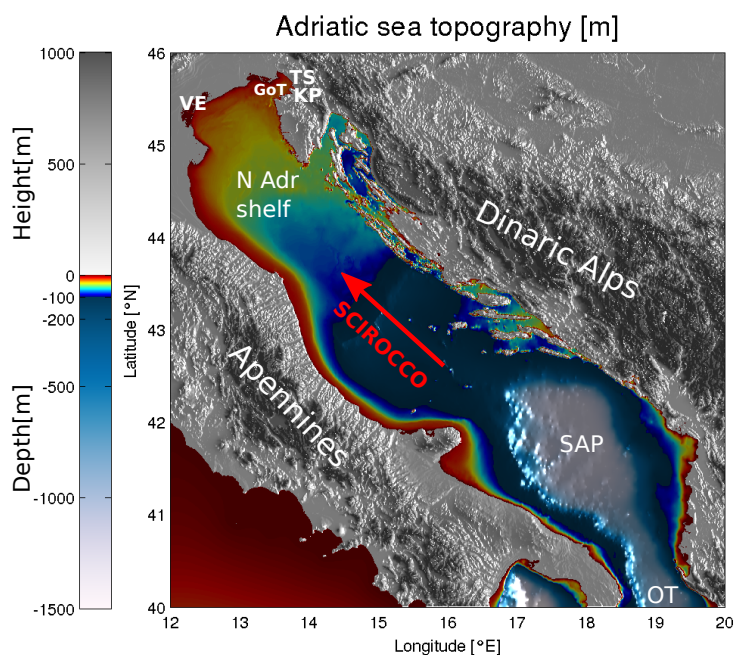 Adriatic sea topography [m]
1000
500
0
-100
-200
-500
-1000
-1500
Height[m]
Depth[m]
46
45
44
43
42
41
40
Latitude [°N]
VE
GoT
TS
KP
N Adr
shelf
Dinaric Alps
SCIROCCO
Apennines
SAP
OT
12
13
14
15
16
17
18
19
20
Longitude [°E]